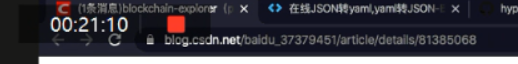 (1条消息)blockchain-explorer (p
在线JSON转yaml,yaml转JSON-
hyp
00:21:10
blog.csdn.net/baidu_37379451/article/details/81385068